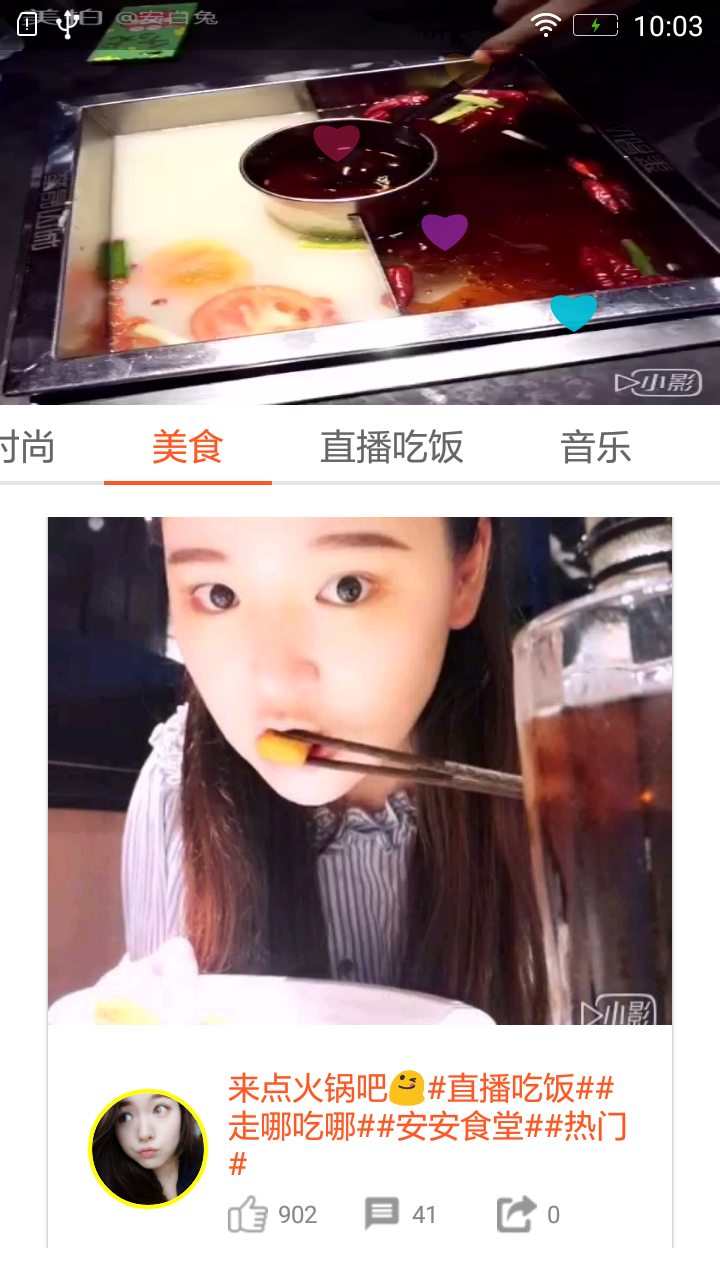 美拍 @安白兔
10:03
小影
时尚 美食 直播吃饭 音乐
小影
来点火锅吧😜#直播吃饭##
走哪吃哪##安安食堂##热门
#
902 41 0